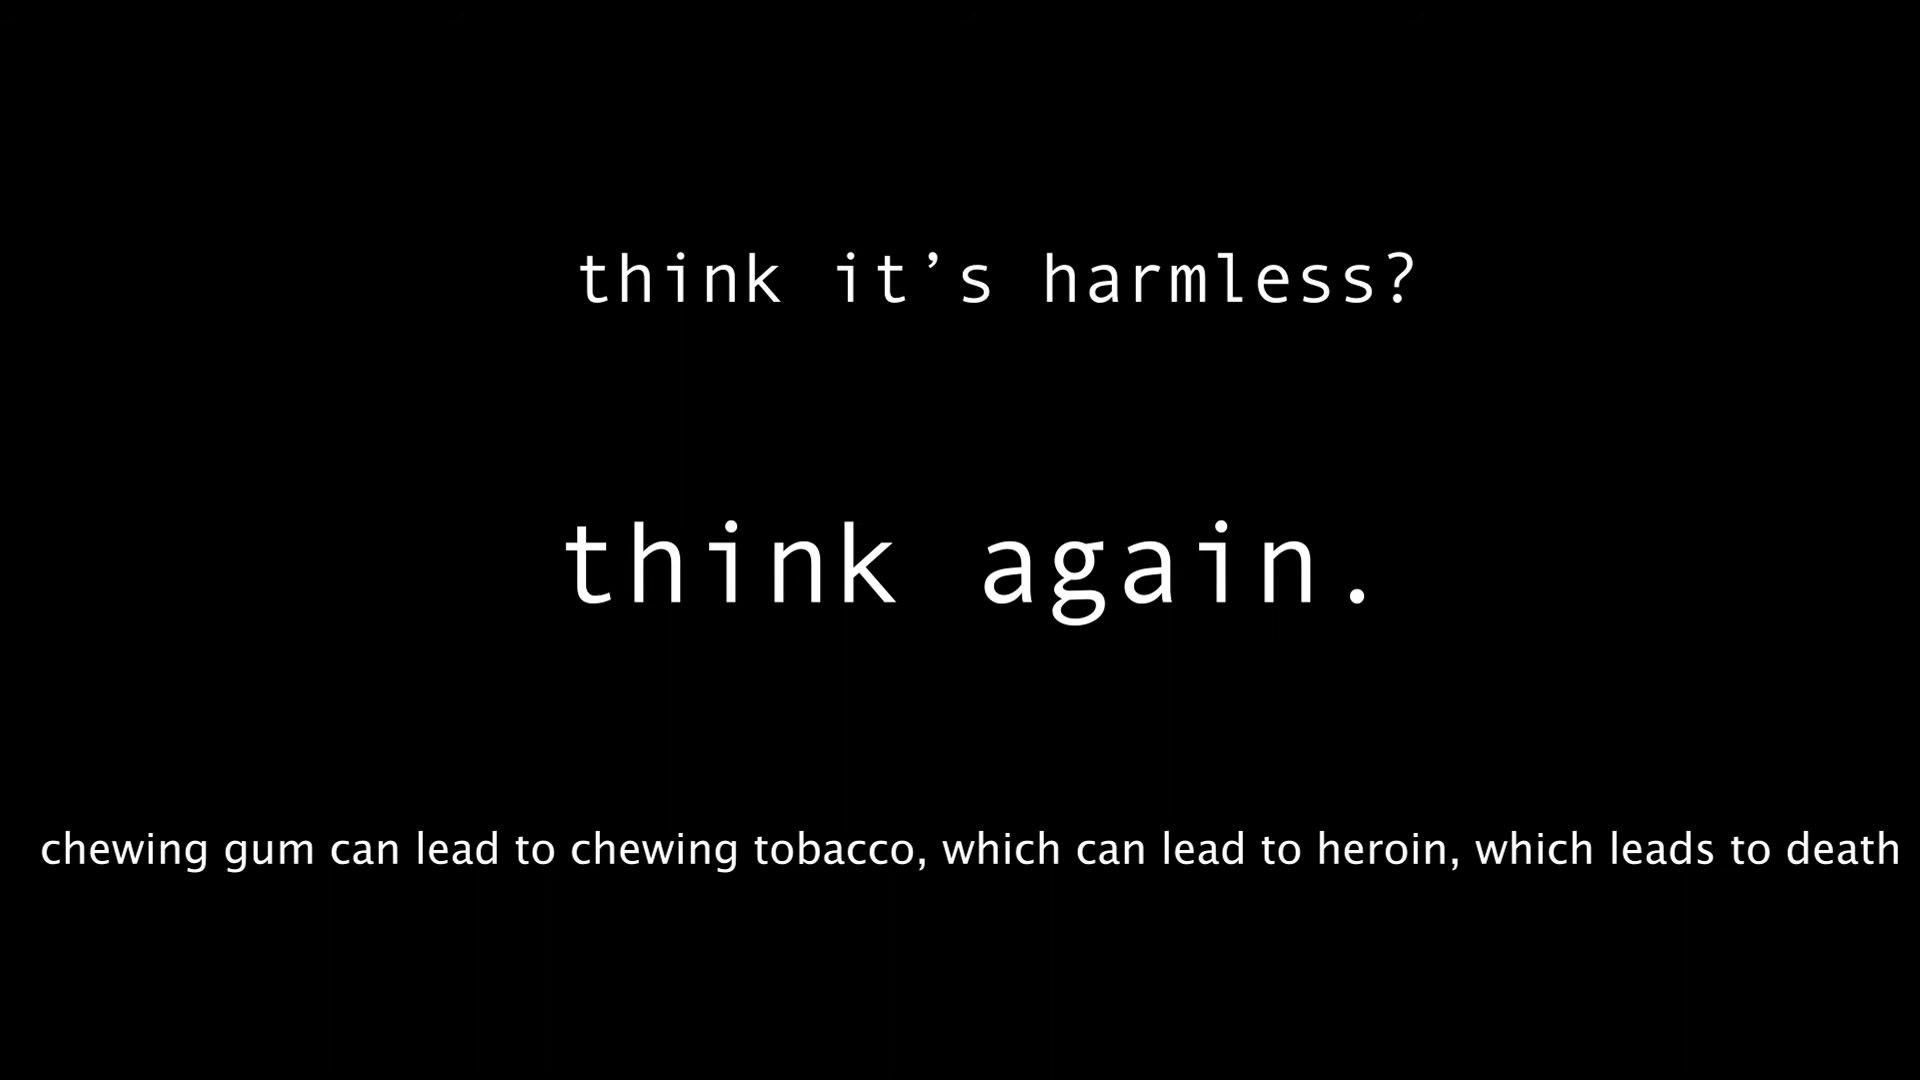 think it’s harmless?
think again.
chewing gum can lead to chewing tobacco, which can lead to heroin, which leads to death